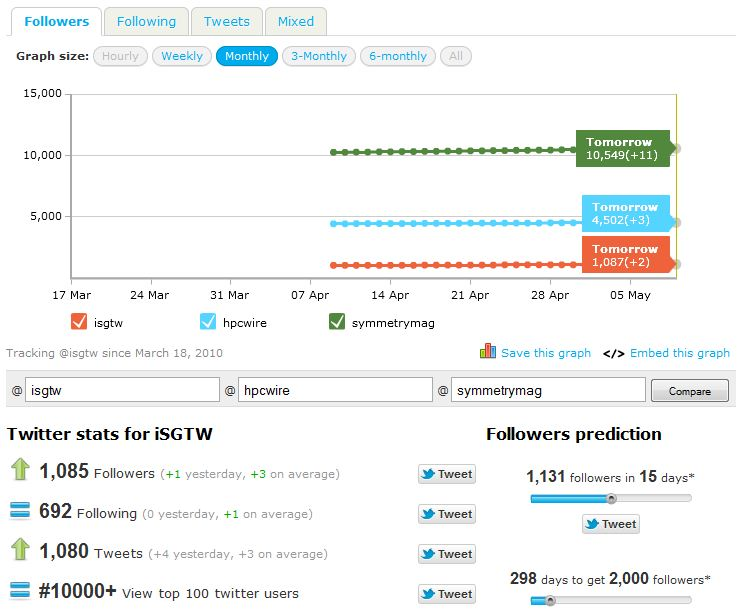 Followers Following Tweets Mixed
Graph size: Hourly Weekly Monthly 3-Monthly 6-monthly All
15,000
Tomorrow
10,549(+11)
10,000
Tomorrow
4,502(+3)
5,000
Tomorrow
1,087(+2)
17 Mar 24 Mar 31 Mar 07 Apr 14 Apr 21 Apr 28 Apr 05 May
isgtw hpcwire symmetrymag
Tracking @isgtw since March 18, 2010 Save this graph </> Embed this graph
@ isgtw @ hpcwire @ symmetrymag Compare
Twitter stats for iSGTW
1,085 Followers (+1 yesterday, +3 on average) Tweet
692 Following (0 yesterday, +1 on average) Tweet
1,080 Tweets (+4 yesterday, +3 on average) Tweet
#10000+ View top 100 twitter users Tweet
Followers prediction
1,131 followers in 15 days*
Tweet
298 days to get 2,000 followers*